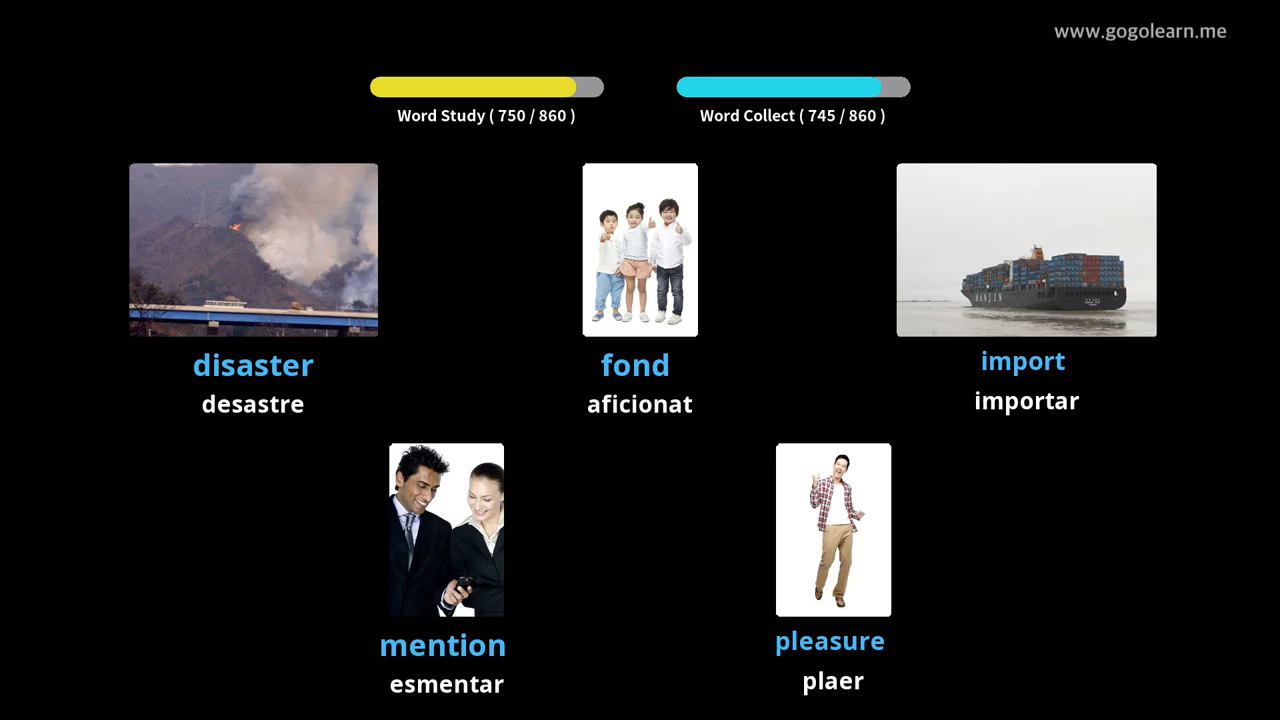 www.gogolearn.me
Word Study ( 750 / 860 )
Word Collect ( 745 / 860 )
HANJIN
disaster
desastre
fond
aficionat
import
importar
mention
esmentar
pleasure
plaer